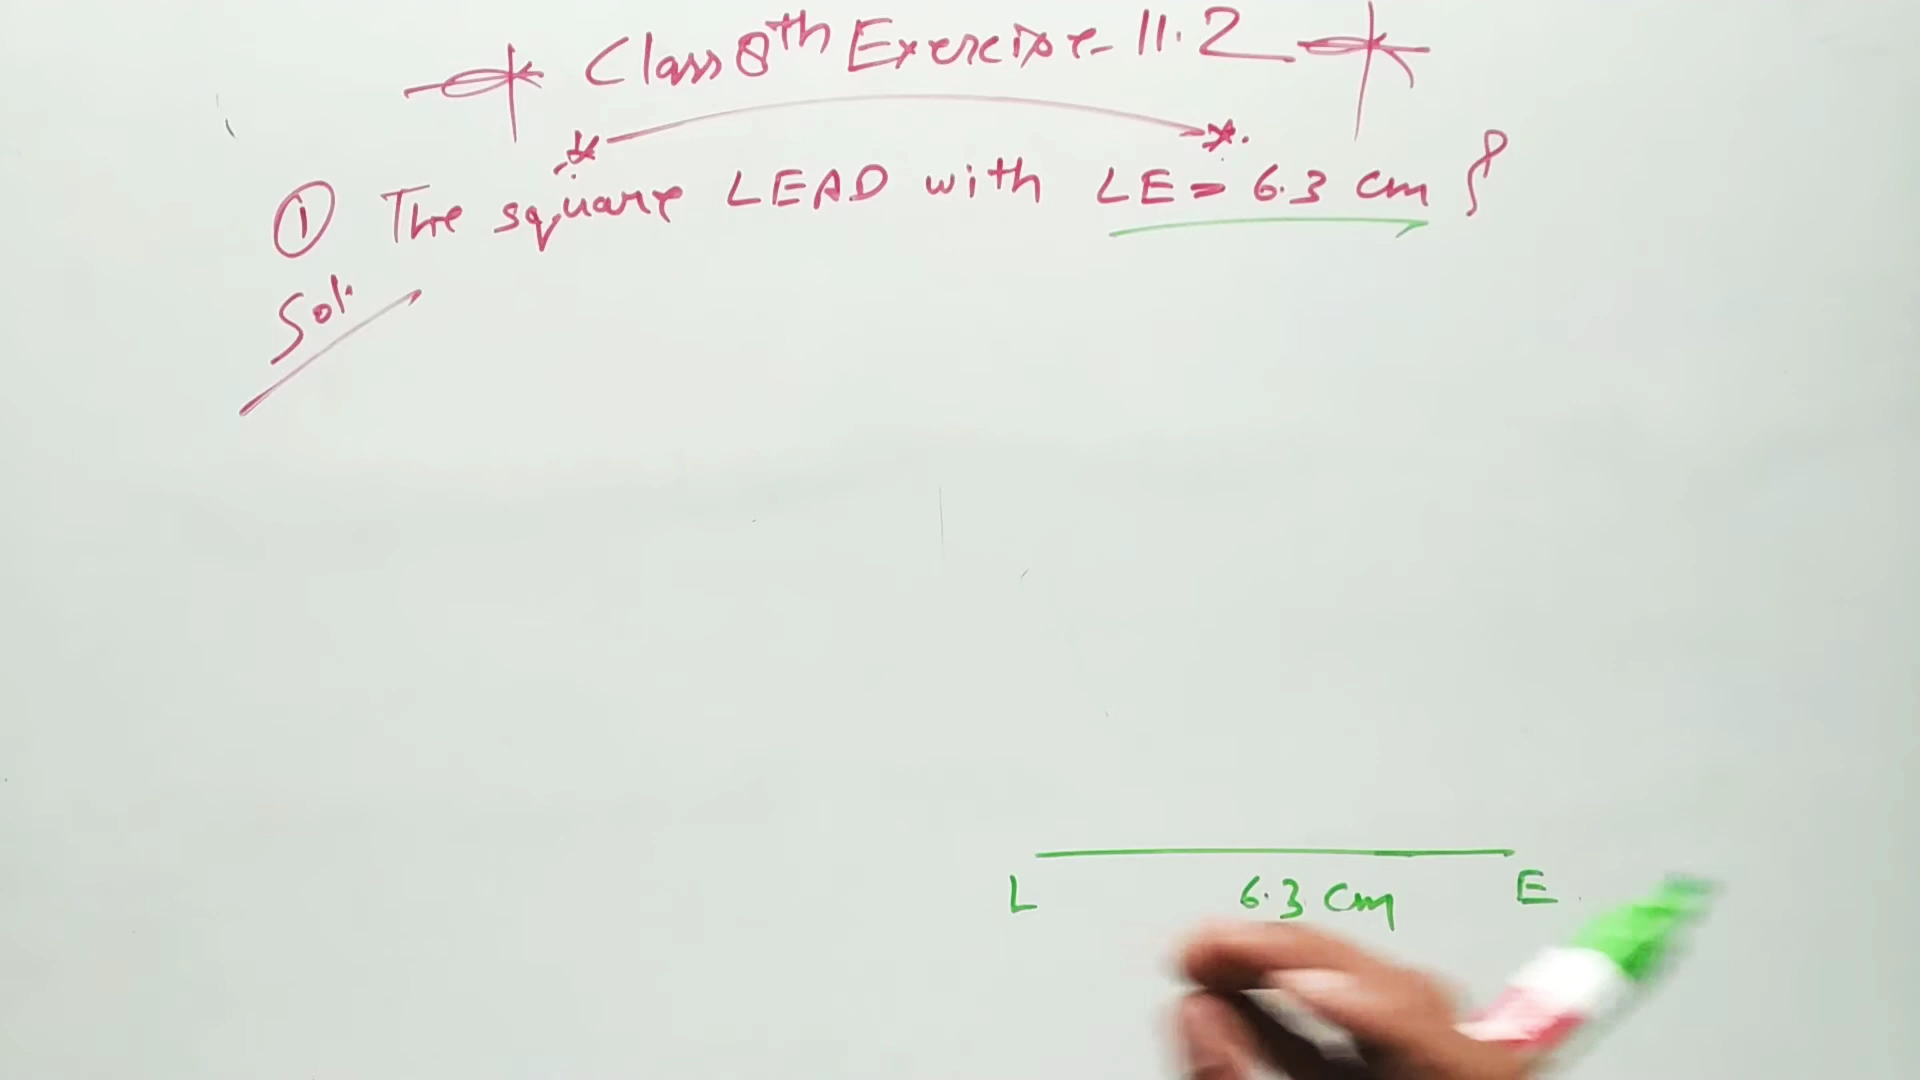 Class 8th Exercise-11.2
① The square LEAD with LE = 6.3 cm
Sol.
L 6.3 cm E